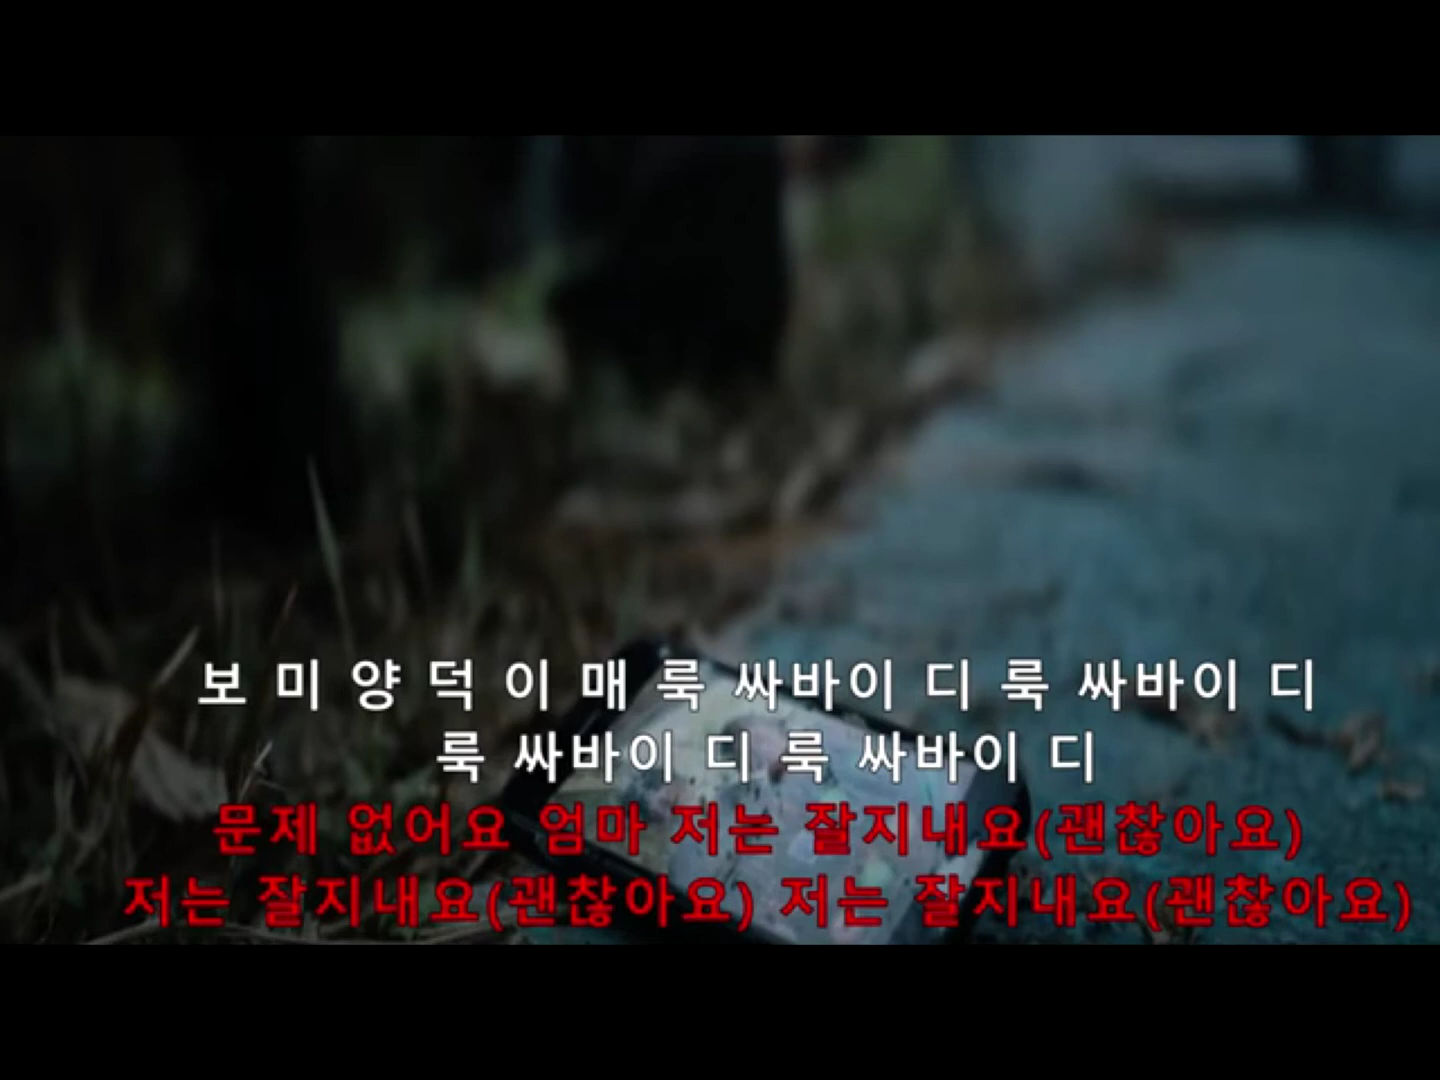 보 미 양 덕 이 매 룩 싸바이 디 룩 싸바이 디
룩 싸바이 디 룩 싸바이 디
문제 없어요 엄마 저는 잘지내요(괜찮아요)
저는 잘지내요(괜찮아요) 저는 잘지내요(괜찮아요)